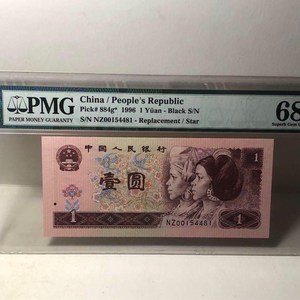 PMG
PAPER MONEY GUARANTY
China / People's Republic
Pick# 884g* 1996 1 Yüan - Black S/N
S/N NZ00154481 - Replacement / Star
68
中国人民银行
1
壹圆
1
NZ00154481